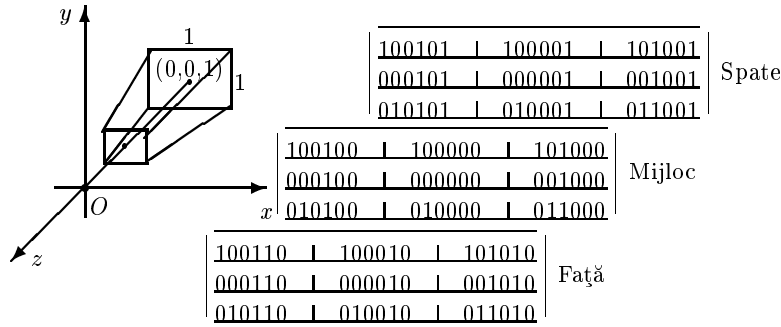 y
1
(0,0,1)
1
O
x
z
100101 100001 101001
000101 000001 001001
010101 010001 011001
Spate
100100 100000 101000
000100 000000 001000
010100 010000 011000
Mijloc
100110 100010 101010
000110 000010 001010
010110 010010 011010
Faţă